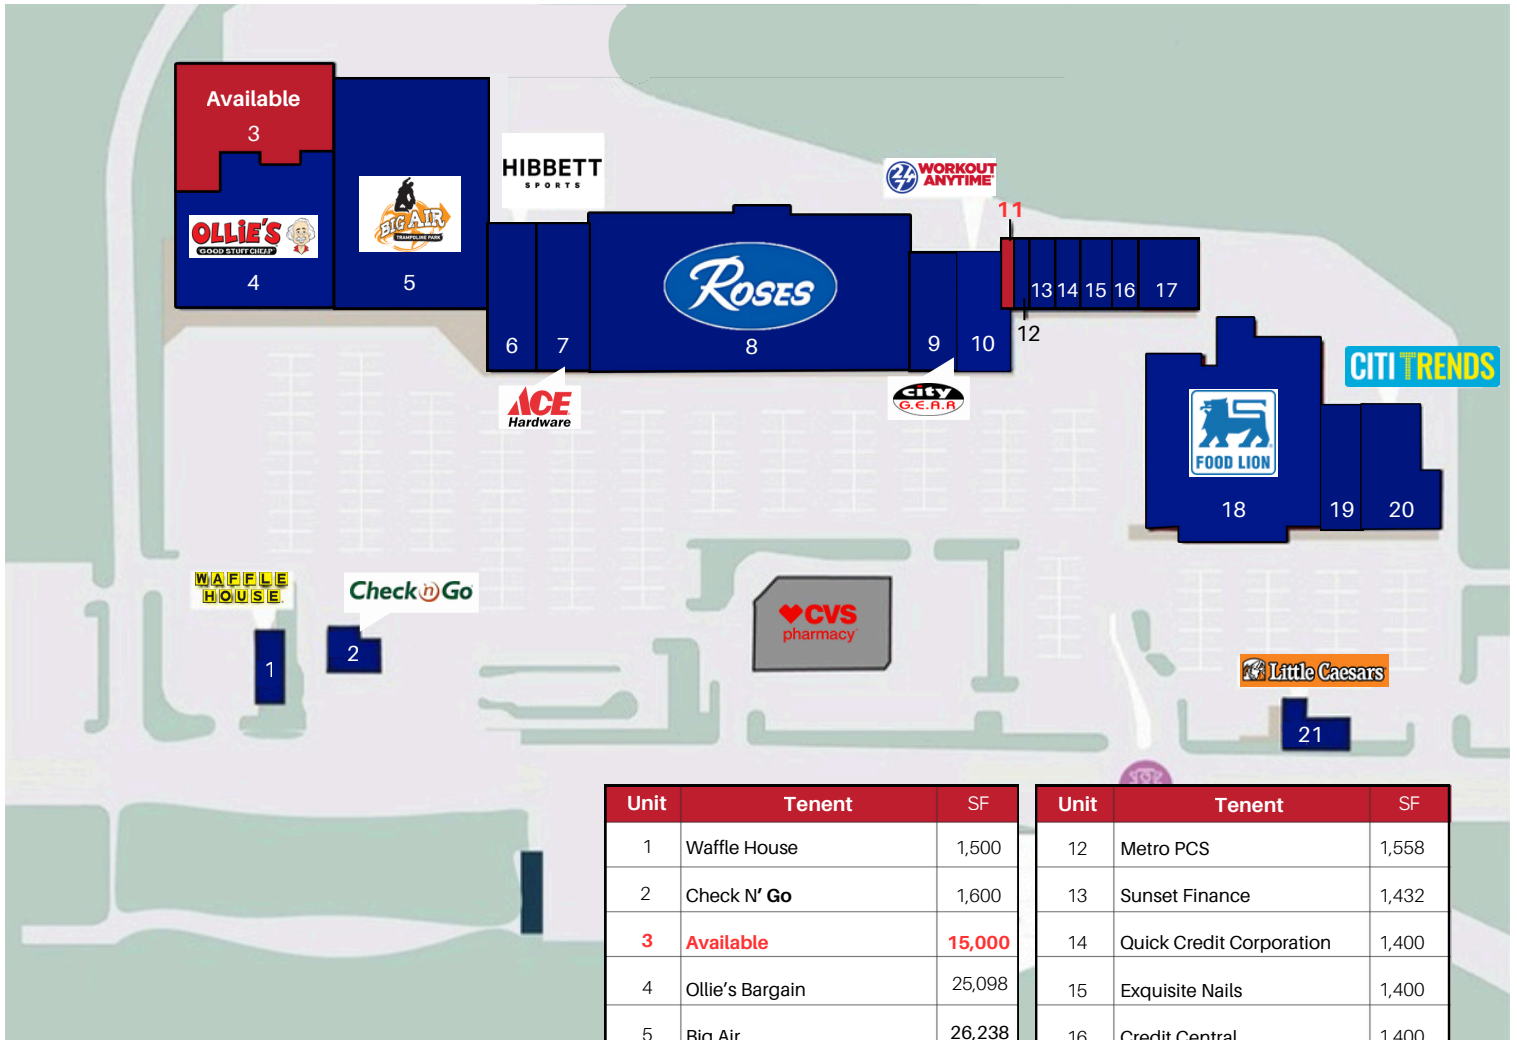 Available
3
OLLIE'S
GOOD STUFF CHEAP
4
BIG AIR
TRAMPOLINE PARK
5
HIBBETT
SPORTS
6
7
ACE
Hardware
ROSES
8
24/7 WORKOUT
ANYTIME
9
10
city
G.E.A.R
11
12
13
14
15
16
17
FOOD LION
18
19
20
CITI TRENDS
WAFFLE
HOUSE
1
Check 'n Go
2
CVS
pharmacy
Little Caesars
21
Unit Tenent SF
1 Waffle House 1,500
2 Check N' Go 1,600
3 Available 15,000
4 Ollie's Bargain 25,098
5 Big Air 26,238
Unit Tenent SF
12 Metro PCS 1,558
13 Sunset Finance 1,432
14 Quick Credit Corporation 1,400
15 Exquisite Nails 1,400
16 Credit Central 1,400